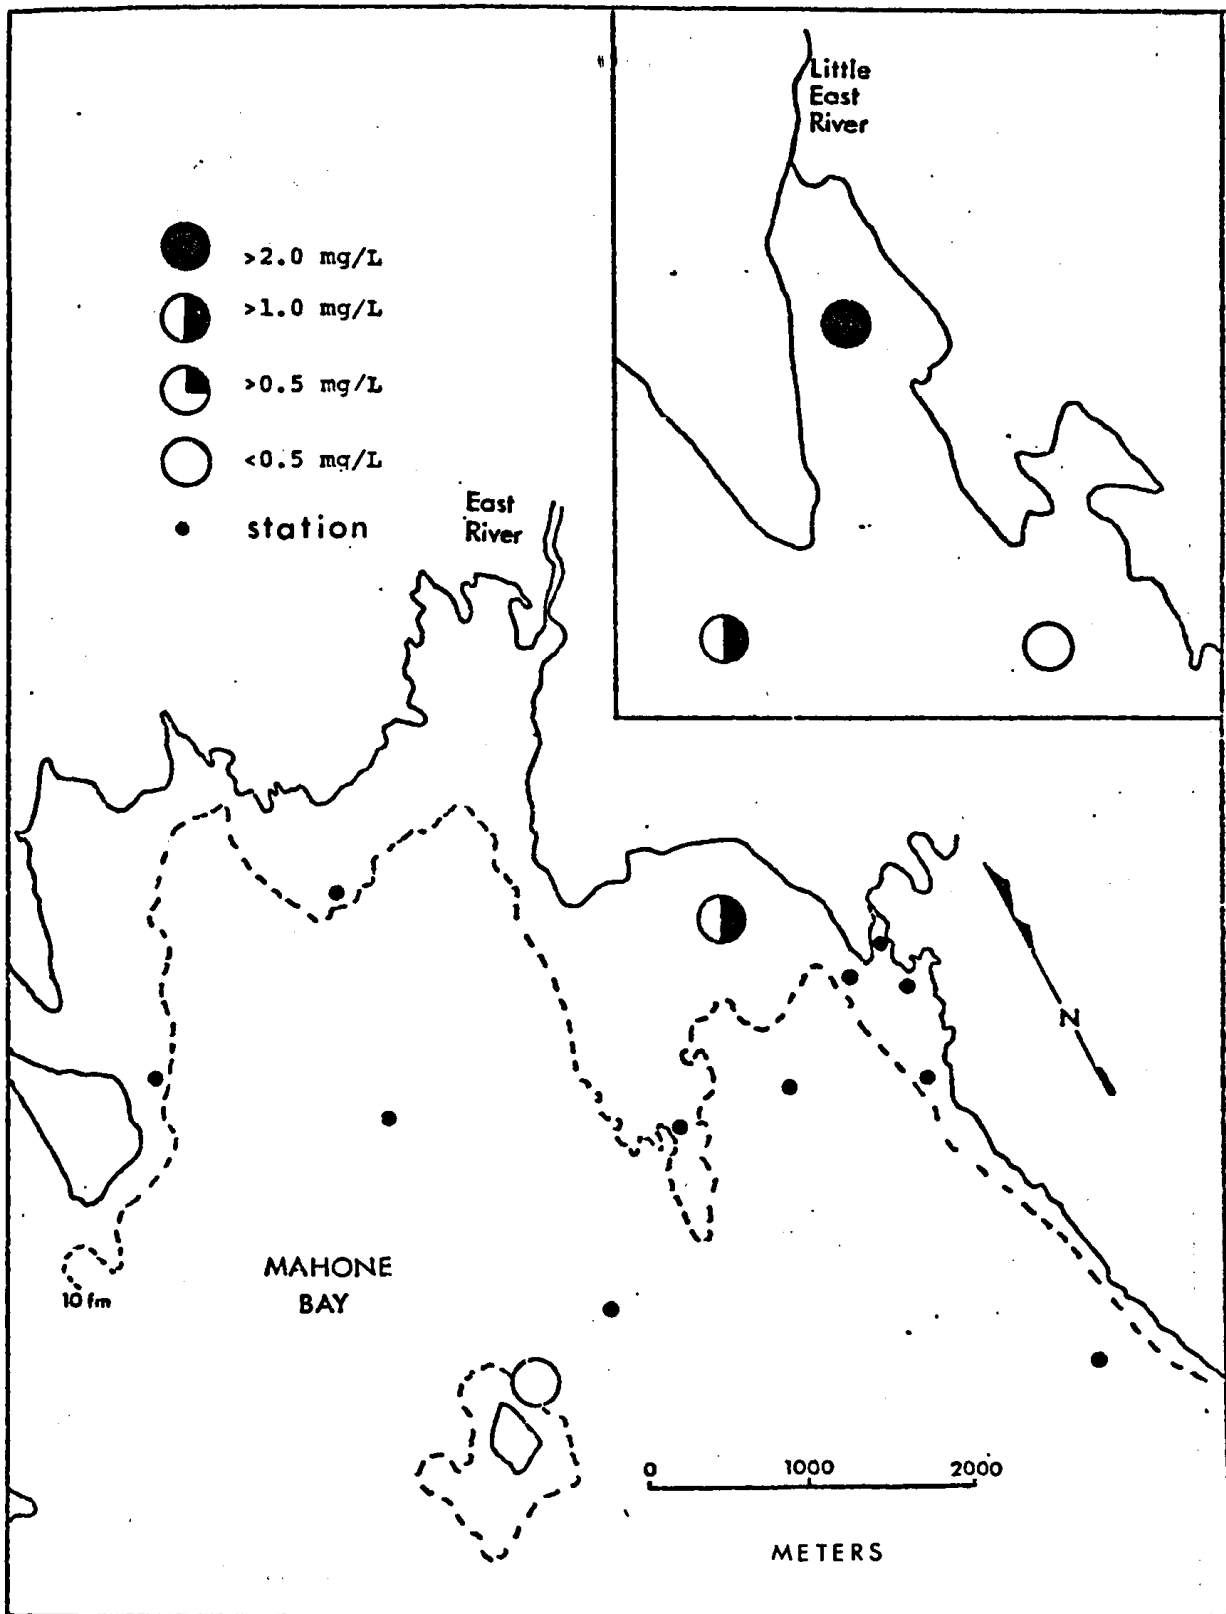 Little
East
River
>2.0 mg/L
>1.0 mg/L
>0.5 mg/L
<0.5 mg/L
station
East
River
N
MAHONE
BAY
10 fm
0 1000 2000
METERS